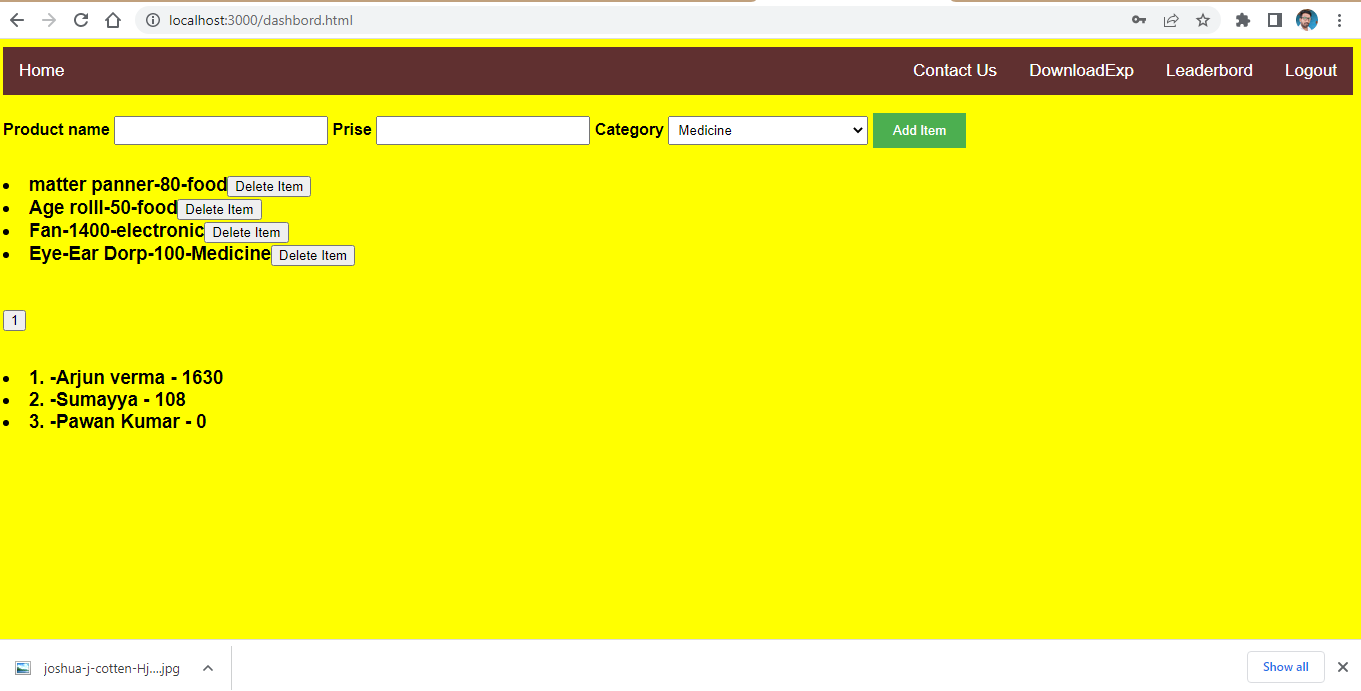 localhost:3000/dashbord.html
Home Contact Us DownloadExp Leaderbord Logout
Product name Prise Category Medicine Add Item
matter panner-80-food Delete Item
Age rolll-50-food Delete Item
Fan-1400-electronic Delete Item
Eye-Ear Dorp-100-Medicine Delete Item
1
1. -Arjun verma - 1630
2. -Sumayya - 108
3. -Pawan Kumar - 0
joshua-j-cotten-Hj....jpg Show all